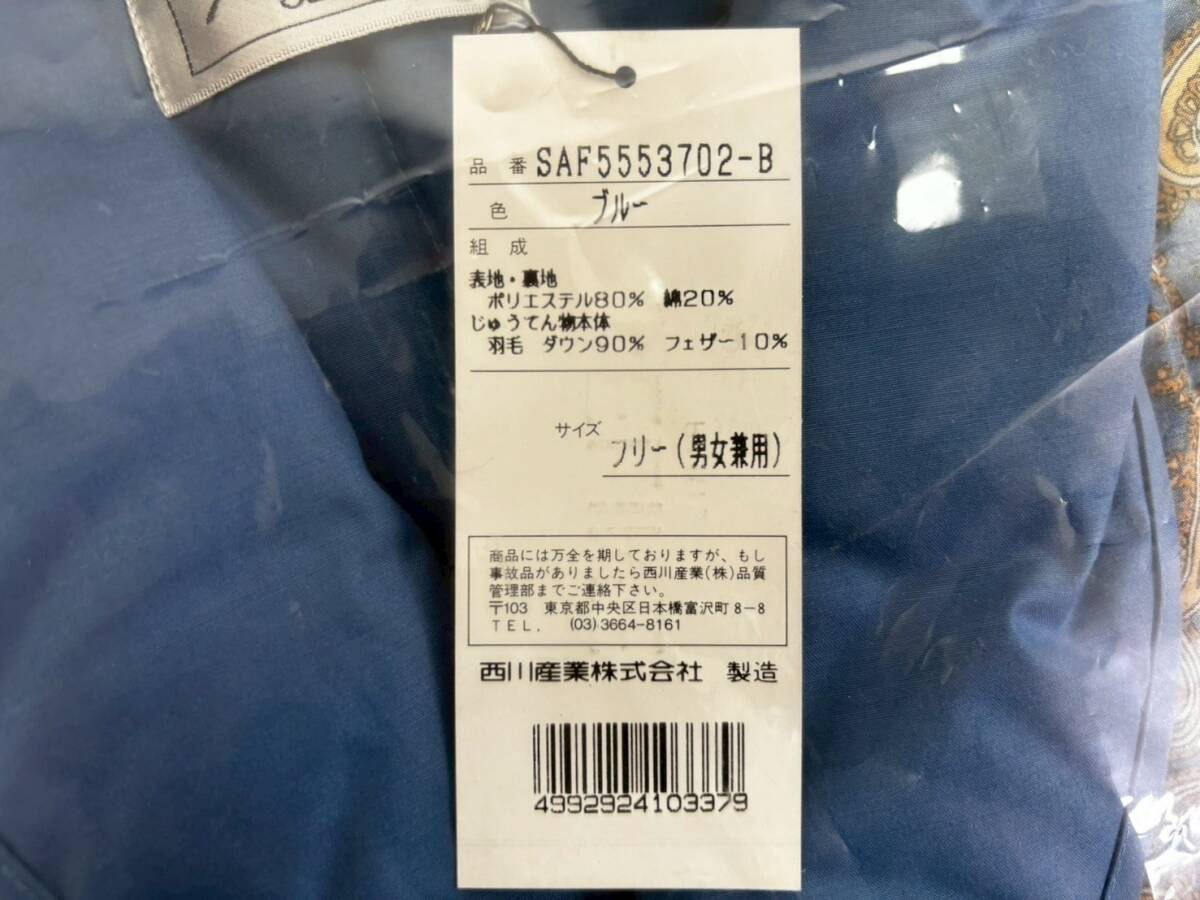 品番 SAF5553702-B
色 ブルー
組成
表地・裏地
ポリエステル80% 綿20%
じゅうてん物本体
羽毛 ダウン90% フェザー10%
サイズ フリー(男女兼用)
商品には万全を期しておりますが、もし
事故品がありましたら西川産業(株)品質
管理部までご連絡下さい。
〒103 東京都中央区日本橋富沢町8-8
TEL. (03)3664-8161
西川産業株式会社 製造
4992924103379